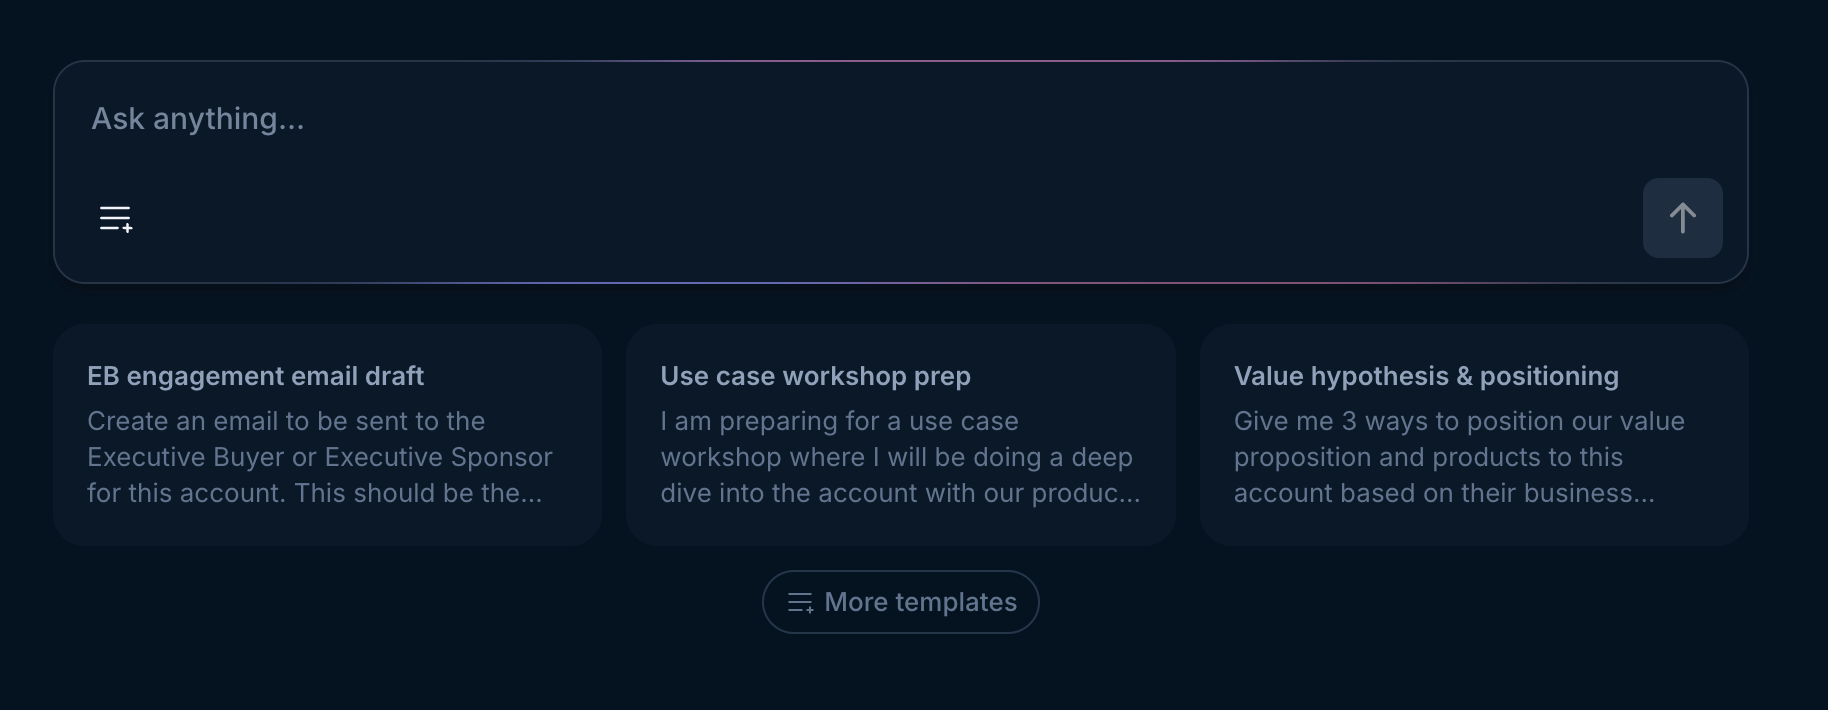 Ask anything...
EB engagement email draft
Create an email to be sent to the
Executive Buyer or Executive Sponsor
for this account. This should be the...
Use case workshop prep
I am preparing for a use case
workshop where I will be doing a deep
dive into the account with our produc...
Value hypothesis & positioning
Give me 3 ways to position our value
proposition and products to this
account based on their business...
More templates